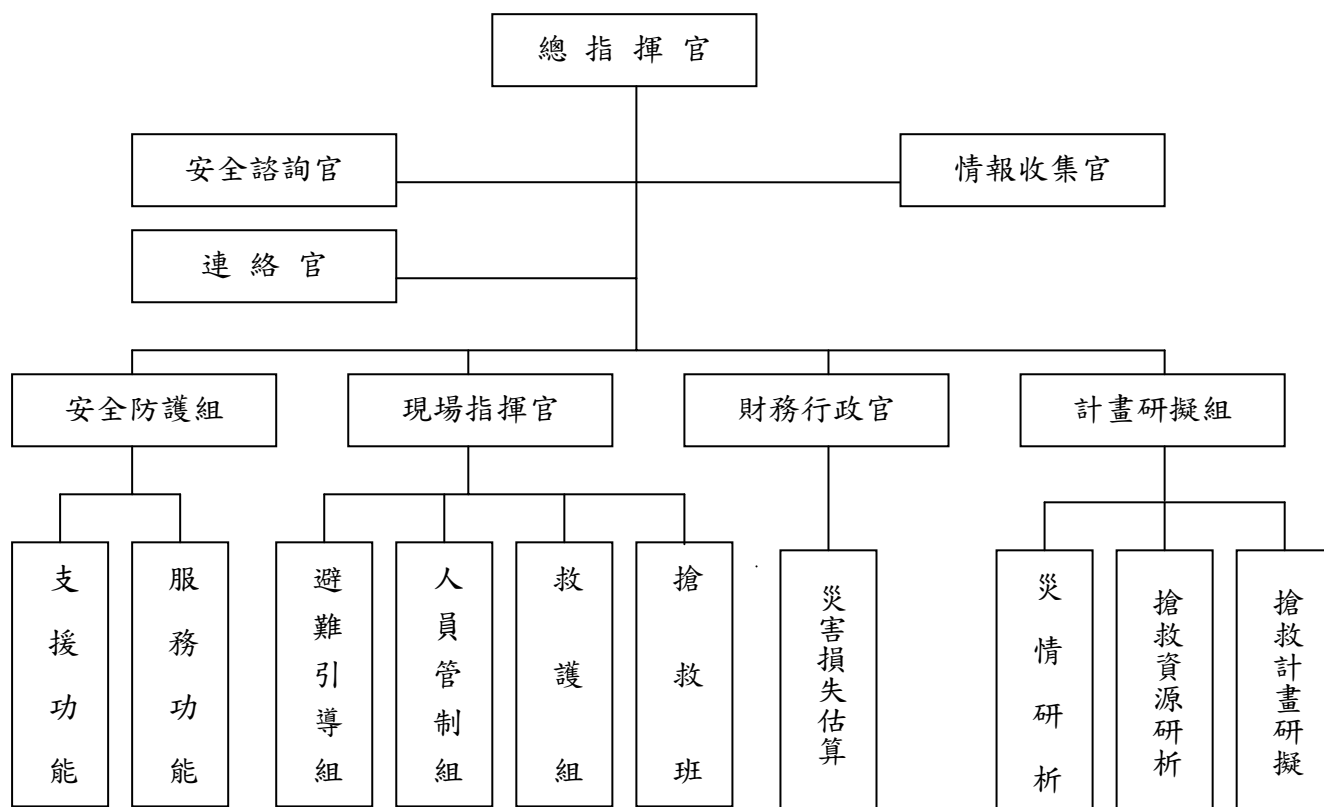 總指揮官
安全諮詢官
情報收集官
連絡官
安全防護組
現場指揮官
財務行政官
計畫研擬組
支援功能
服務功能
避難引導組
人員管制組
救護組
搶救班
災害損失估算
災情研析
搶救資源研析
搶救計畫研擬